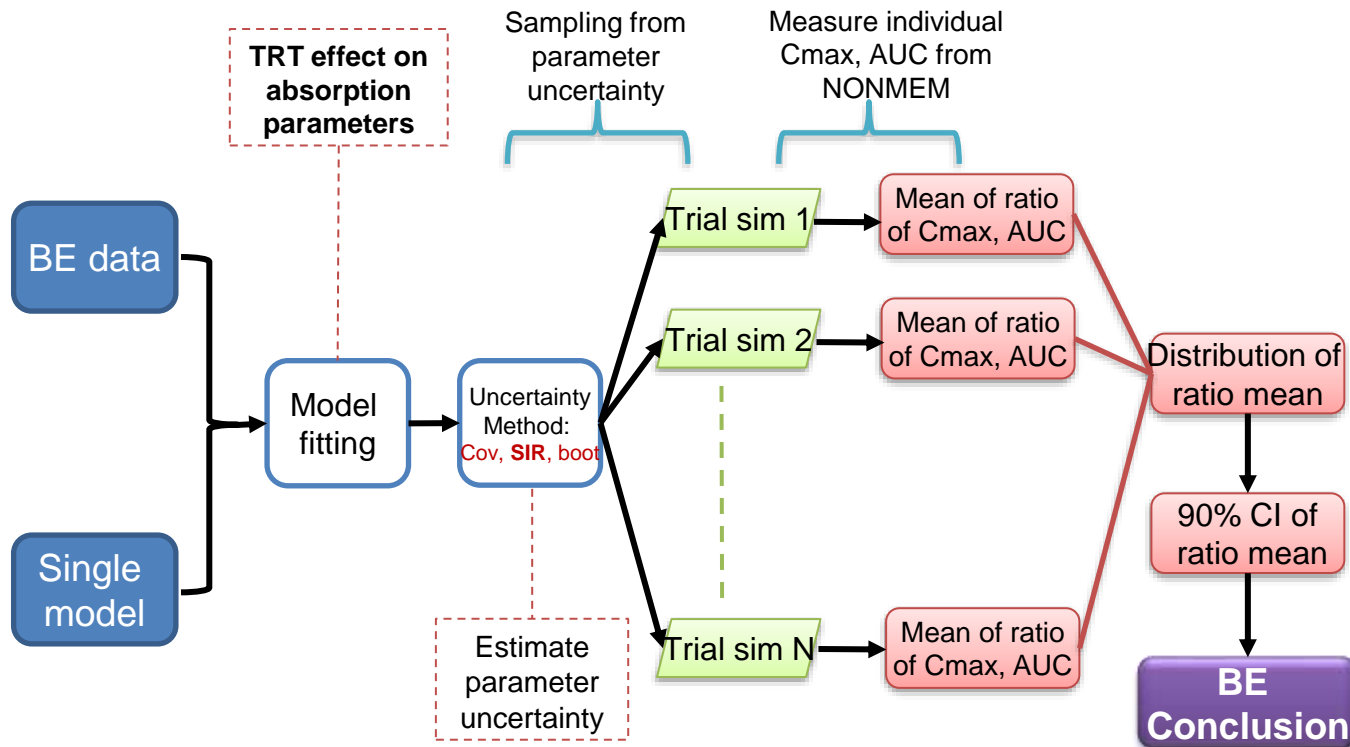 TRT effect on
absorption
parameters
Sampling from
parameter
uncertainty
Measure individual
Cmax, AUC from
NONMEM
BE data
Single
model
Model
fitting
Uncertainty
Method:
Cov, SIR, boot
Estimate
parameter
uncertainty
Trial sim 1
Mean of ratio
of Cmax, AUC
Trial sim 2
Mean of ratio
of Cmax, AUC
Trial sim N
Mean of ratio
of Cmax, AUC
Distribution of
ratio mean
90% CI of
ratio mean
BE
Conclusion